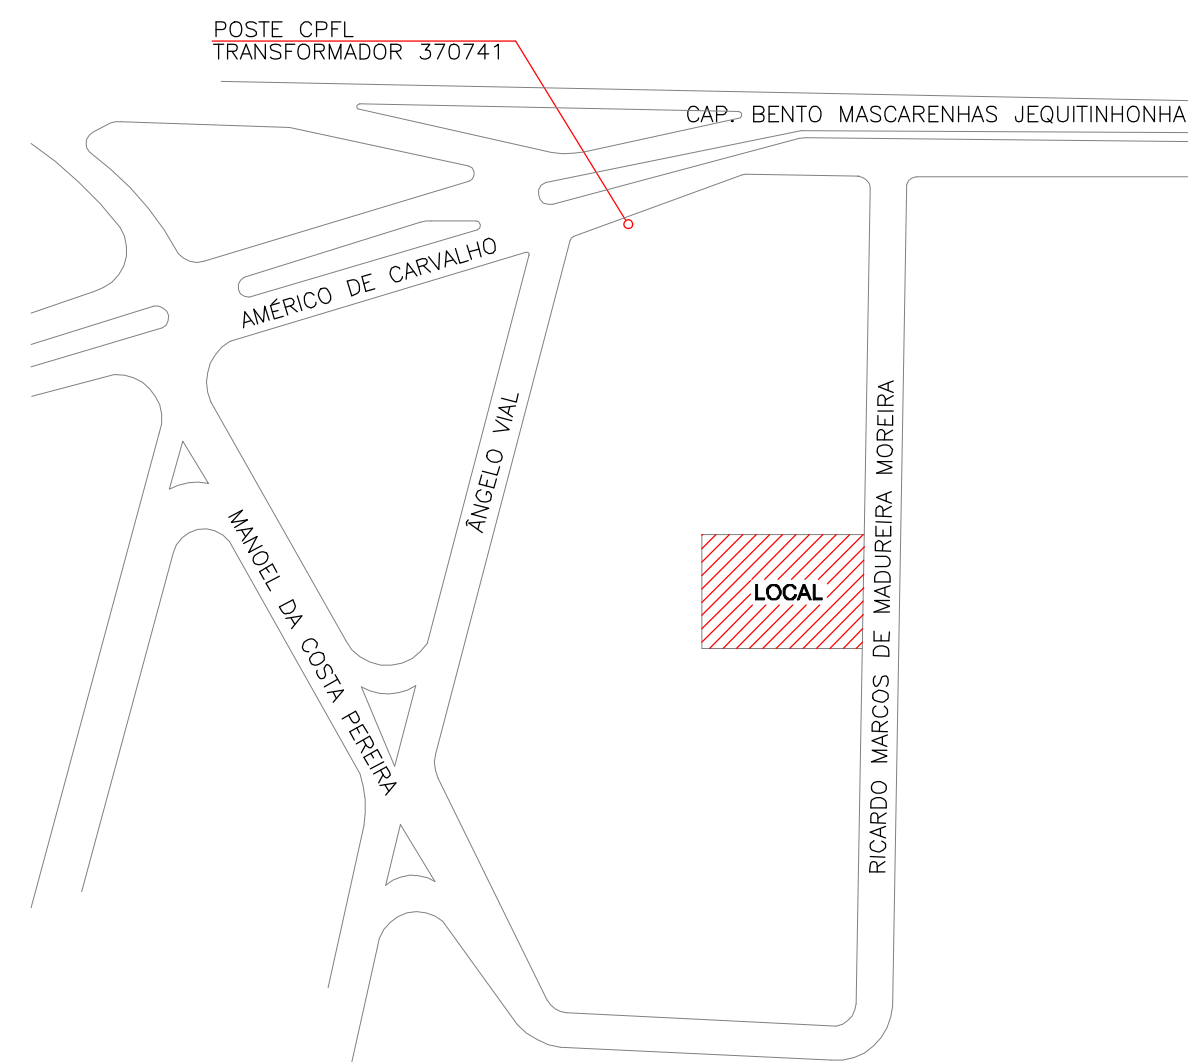 POSTE CPFL
TRANSFORMADOR 370741
CAP. BENTO MASCARENHAS JEQUITINHONHA
AMÉRICO DE CARVALHO
ÂNGELO VIAL
RICARDO MARCOS DE MADUREIRA MOREIRA
MANOEL DA COSTA PEREIRA
LOCAL